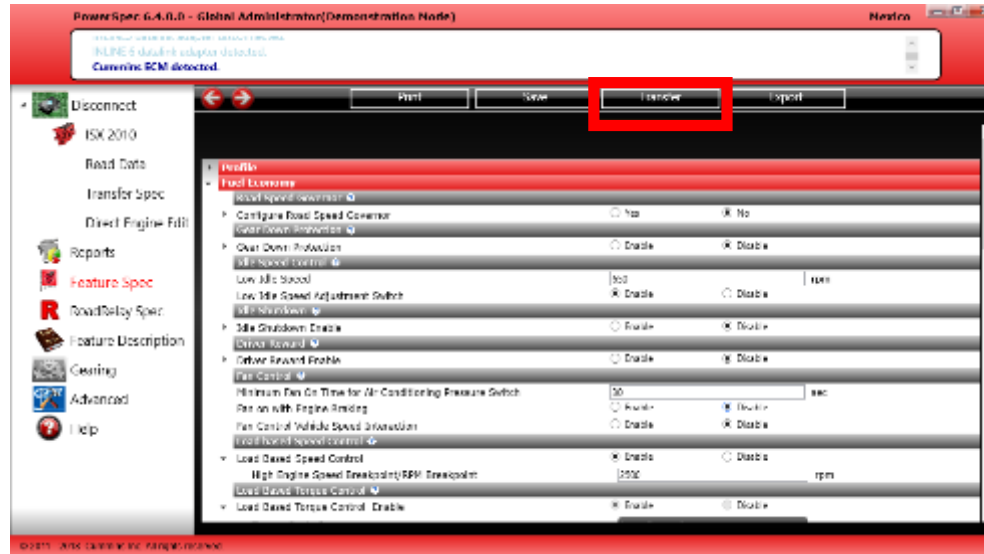 PowerSpec 6.4.0.0 - Global Administrator(Demonstration Mode)
Mexico
INLINE 6 datalink adapter detected.
Cummins ECM detected.
Print
Save
Transfer
Export
Disconnect
ISX 2010
Read Data
Transfer Spec
Direct Engine Edit
Reports
Feature Spec
RoadRelay Spec
Feature Description
Gearing
Advanced
Help
Profile
Fuel Economy
Road Speed Governor
Configure Road Speed Governor Yes No
Gear Down Protection
Gear Down Protection Enable Disable
Idle Speed Control
Low Idle Speed rpm
Low Idle Speed Adjustment Switch Enable Disable
Idle Shutdown
Idle Shutdown Enable Enable Disable
Driver Reward
Driver Reward Enable Enable Disable
Fan Control
Minimum Fan On Time for Air Conditioning Pressure Switch sec
Fan on with Engine Braking Enable Disable
Fan Control Vehicle Speed Interaction Enable Disable
Load Based Speed Control
Load Based Speed Control Enable Disable
High Engine Speed Breakpoint/RPM Breakpoint rpm
Load Based Torque Control
Load Based Torque Control Enable Enable Disable
Cummins Inc. All rights reserved